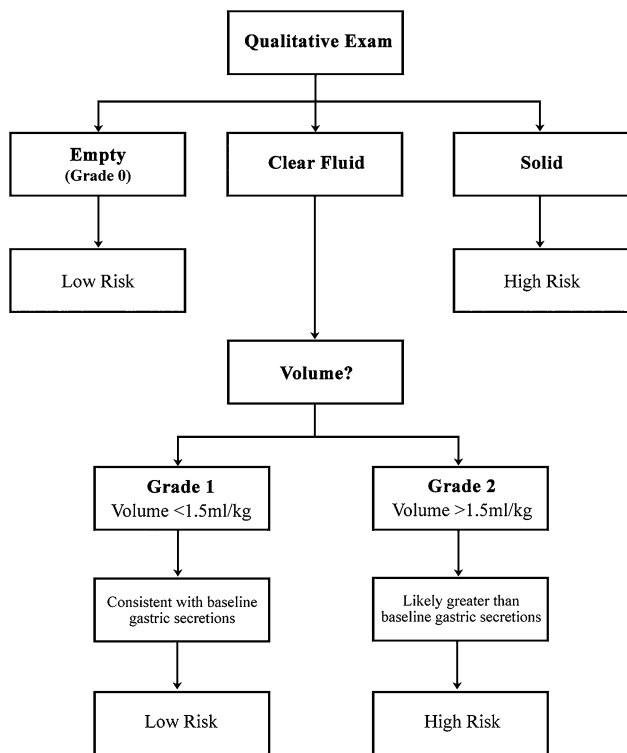 Qualitative Exam
Empty
(Grade 0)
Clear Fluid
Solid
Low Risk
High Risk
Volume?
Grade 1
Volume <1.5ml/kg
Grade 2
Volume >1.5ml/kg
Consistent with baseline
gastric secretions
Likely greater than
baseline gastric secretions
Low Risk
High Risk